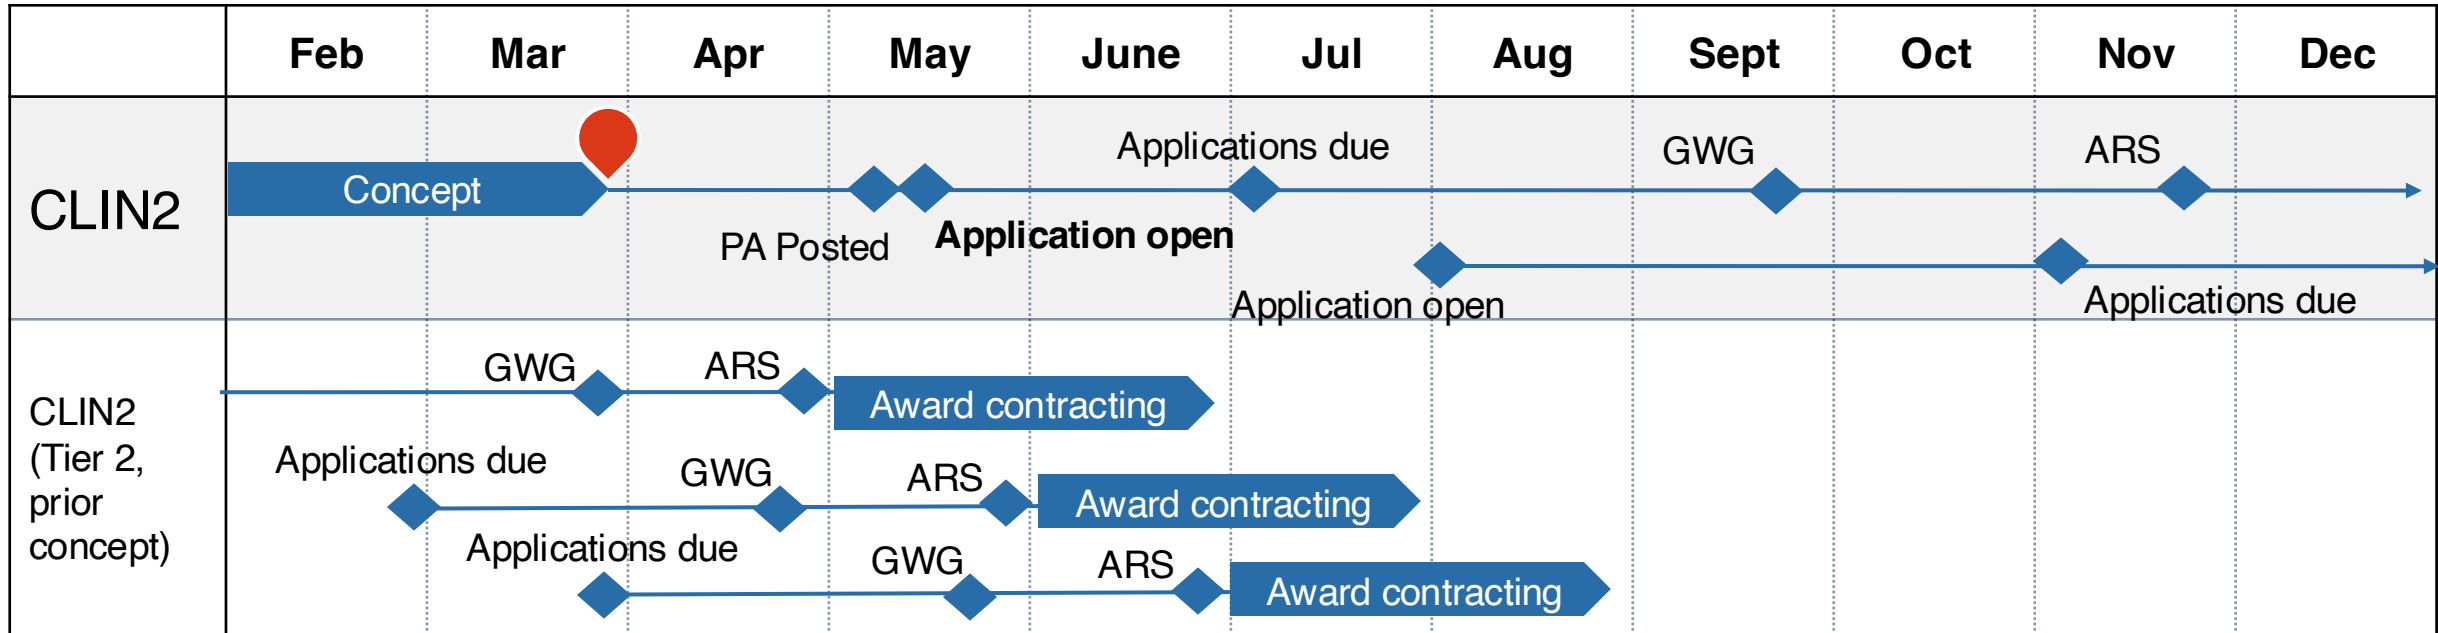 Feb Mar Apr May June Jul Aug Sept Oct Nov Dec
CLIN2
Concept
PA Posted
Application open
Applications due
GWG
ARS
Application open
Applications due
CLIN2
(Tier 2,
prior
concept)
GWG
ARS
Award contracting
Applications due
GWG
ARS
Award contracting
Applications due
GWG
ARS
Award contracting